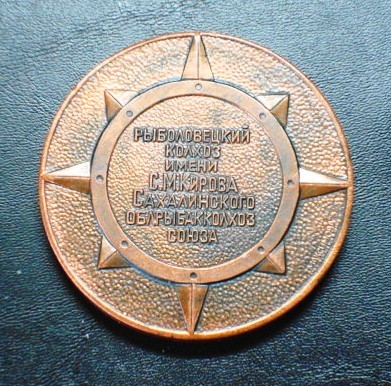 РЫБОЛОВЕЦКИЙ
КОЛХОЗ
ИМЕНИ
С.М.КИРОВА
САХАЛИНСКОГО
ОБЛРЫБАККОЛХОЗ
СОЮЗА